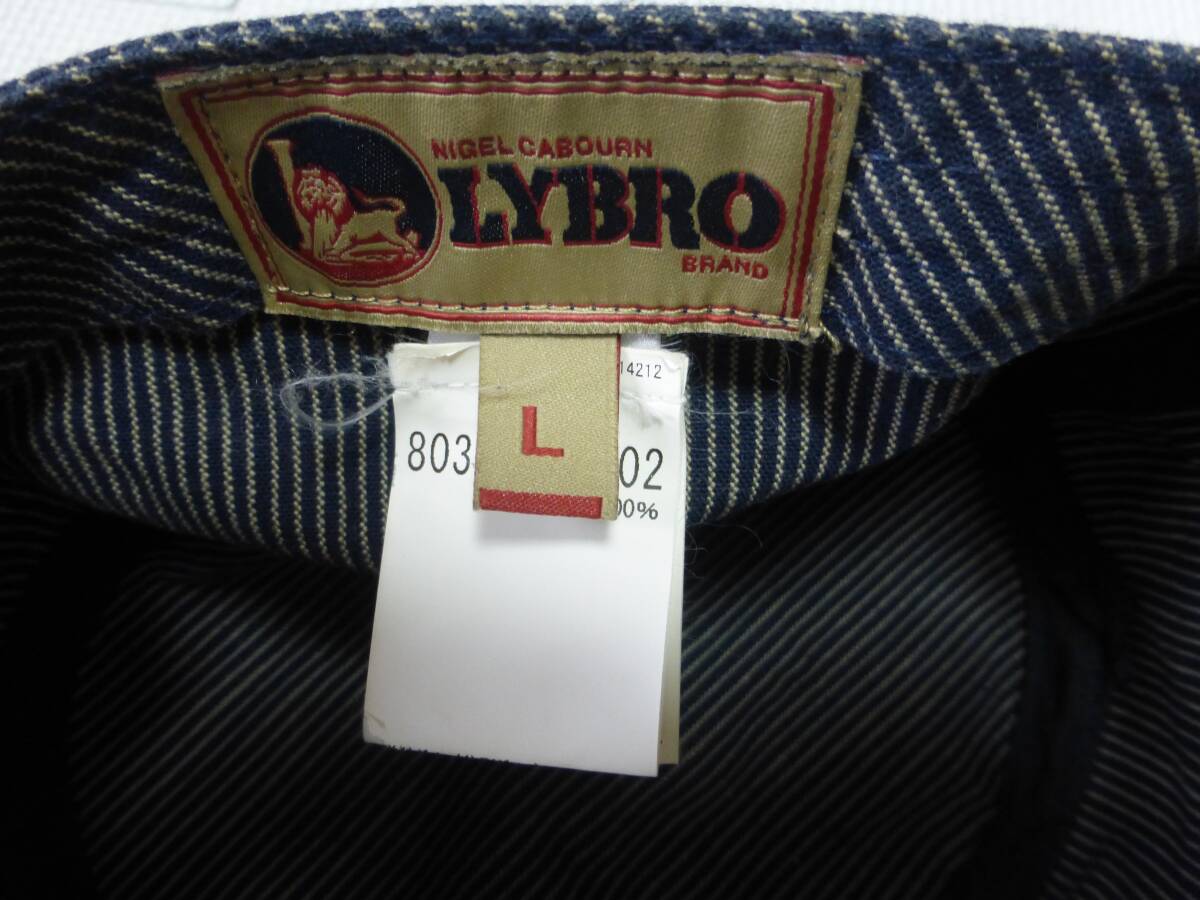 NIGEL CABOURN
LYBRO
BRAND
14212
L
803 02
00%